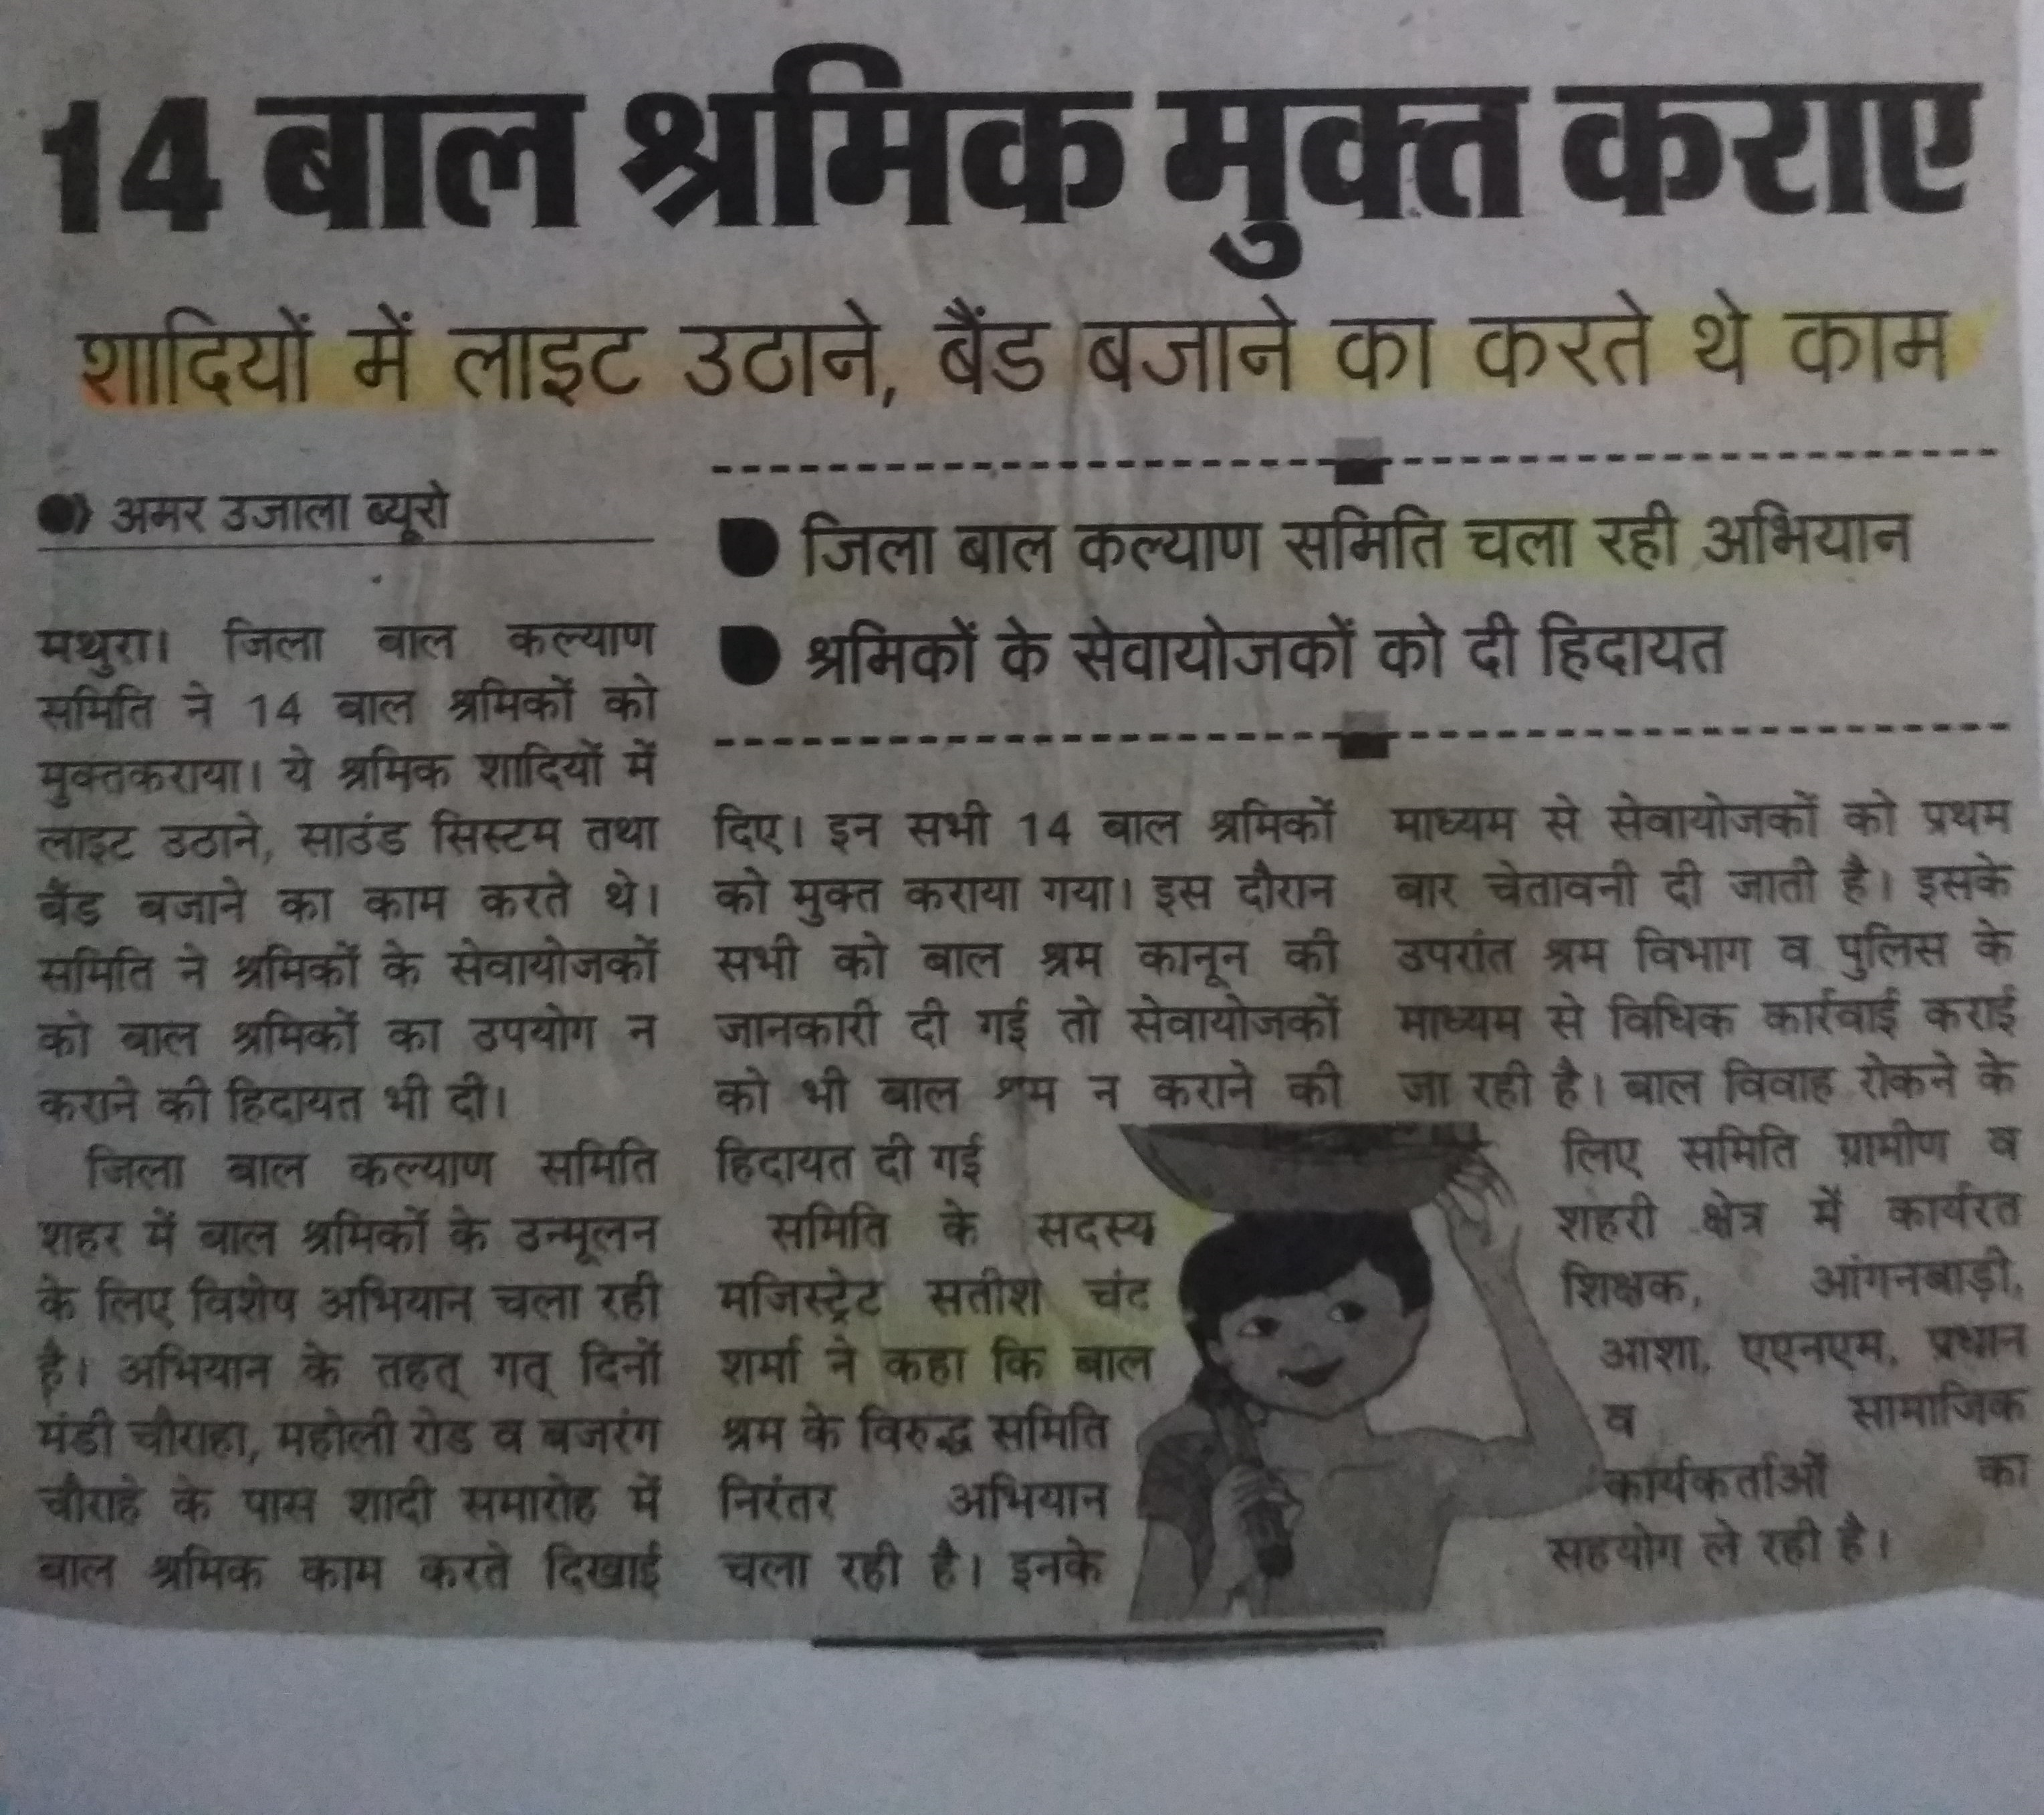 14 बाल श्रमिक मुक्त कराए
शादियों में लाइट उठाने, बैंड बजाने का करते थे काम
अमर उजाला ब्यूरो
जिला बाल कल्याण समिति चला रही अभियान
श्रमिकों के सेवायोजकों को दी हिदायत
मथुरा। जिला बाल कल्याण
समिति ने 14 बाल श्रमिकों को
मुक्तकराया। ये श्रमिक शादियों में
लाइट उठाने, साउंड सिस्टम तथा
बैंड बजाने का काम करते थे।
समिति ने श्रमिकों के सेवायोजकों
को बाल श्रमिकों का उपयोग न
कराने की हिदायत भी दी।
जिला बाल कल्याण समिति
शहर में बाल श्रमिकों के उन्मूलन
के लिए विशेष अभियान चला रही
है। अभियान के तहत् गत् दिनों
मंडी चौराहा, महोली रोड व बजरंग
चौराहे के पास शादी समारोह में
बाल श्रमिक काम करते दिखाई
दिए। इन सभी 14 बाल श्रमिकों
को मुक्त कराया गया। इस दौरान
सभी को बाल श्रम कानून की
जानकारी दी गई तो सेवायोजकों
को भी बाल श्रम न कराने की
हिदायत दी गई
समिति के सदस्य
मजिस्ट्रेट सतीश चंद
शर्मा ने कहा कि बाल
श्रम के विरुद्ध समिति
निरंतर अभियान
चला रही है। इनके
माध्यम से सेवायोजकों को प्रथम
बार चेतावनी दी जाती है। इसके
उपरांत श्रम विभाग व पुलिस के
माध्यम से विधिक कार्रवाई कराई
जा रही है। बाल विवाह रोकने के
लिए समिति ग्रामीण व
शहरी क्षेत्र में कार्यरत
शिक्षक, आंगनबाड़ी,
आशा, एएनएम, प्रधान
व सामाजिक
कार्यकर्ताओं का
सहयोग ले रही है।